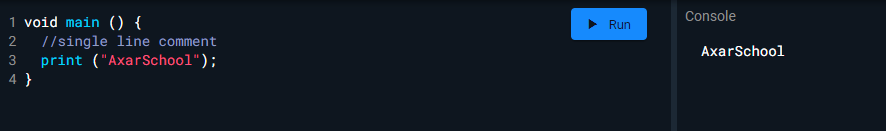 1 void main () {
2 //single line comment
3 print ("AxarSchool");
4 }
Run
Console
AxarSchool